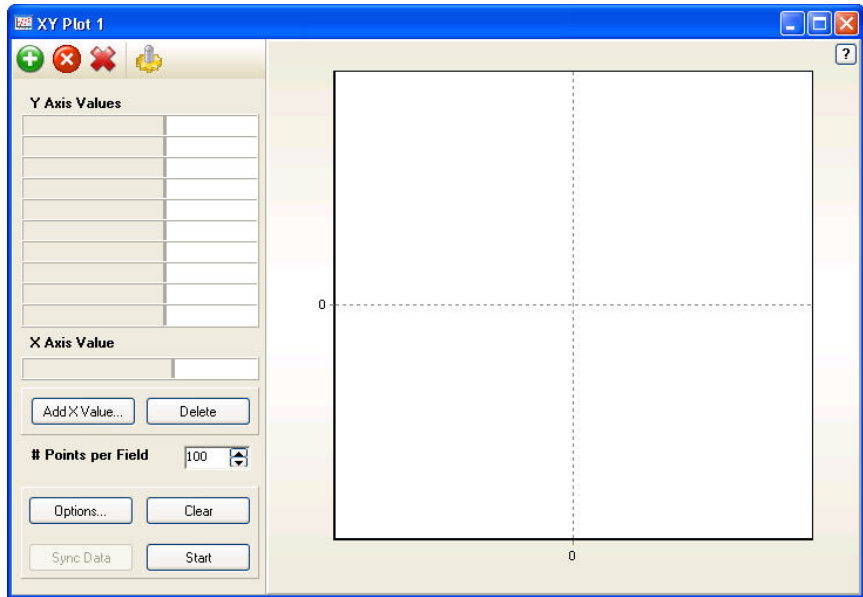 XY Plot 1
?
Y Axis Values
X Axis Value
Add X Value... Delete
# Points per Field 100
Options... Clear
Sync Data Start
0
0